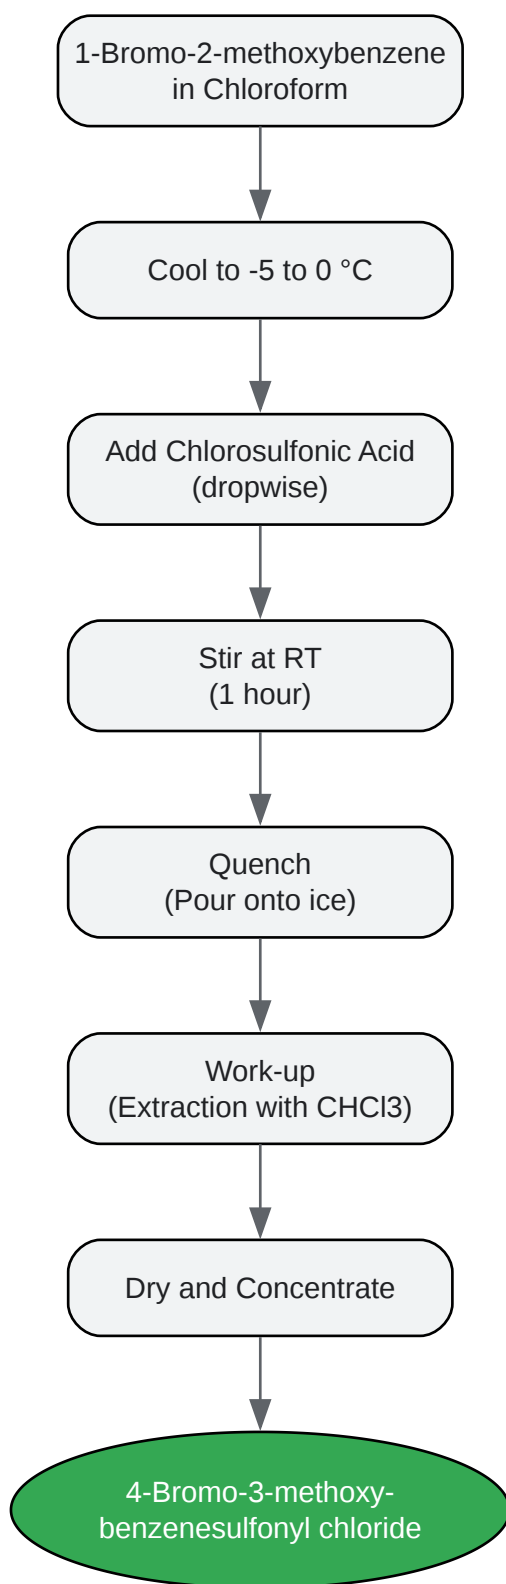 1-Bromo-2-methoxybenzene
in Chloroform
Cool to -5 to 0 °C
Add Chlorosulfonic Acid
(dropwise)
Stir at RT
(1 hour)
Quench
(Pour onto ice)
Work-up
(Extraction with CHCl3)
Dry and Concentrate
4-Bromo-3-methoxy-
benzenesulfonyl chloride